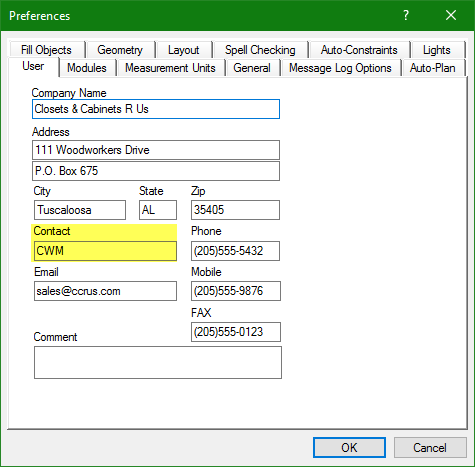 Preferences
?
Fill Objects Geometry Layout Spell Checking Auto-Constraints Lights
User Modules Measurement Units General Message Log Options Auto-Plan
Company Name
Closets & Cabinets R Us
Address
111 Woodworkers Drive
P.O. Box 675
City State Zip
Tuscaloosa AL 35405
Contact Phone
CWM (205)555-5432
Email Mobile
sales@ccrus.com (205)555-9876
FAX
(205)555-0123
Comment
OK Cancel